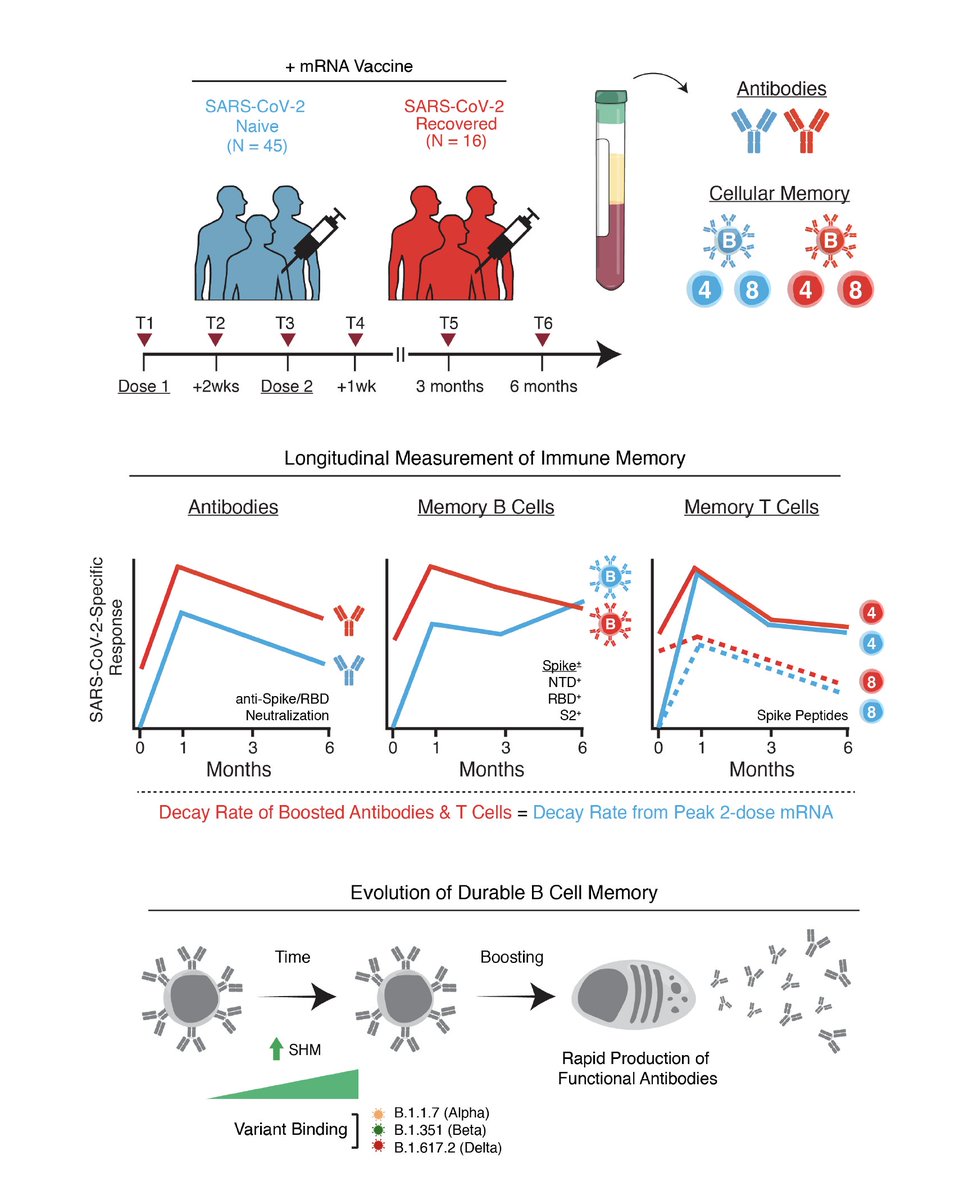 + mRNA Vaccine
SARS-CoV-2
Naive
(N = 45)
SARS-CoV-2
Recovered
(N = 16)
Antibodies
Cellular Memory
B
B
4
8
4
8
T1
T2
T3
T4
T5
T6
Dose 1
+2wks
Dose 2
+1wk
3 months
6 months
Longitudinal Measurement of Immune Memory
Antibodies
Memory B Cells
Memory T Cells
SARS-CoV-2-Specific
Response
anti-Spike/RBD
Neutralization
0
1
3
6
Months
B
B
Spike±
NTD⁺
RBD⁺
S2⁺
0
1
3
6
Months
4
4
8
8
Spike Peptides
0
1
3
6
Months
Decay Rate of Boosted Antibodies & T Cells = Decay Rate from Peak 2-dose mRNA
Evolution of Durable B Cell Memory
Time
Boosting
SHM
Rapid Production of
Functional Antibodies
Variant Binding
B.1.1.7 (Alpha)
B.1.351 (Beta)
B.1.617.2 (Delta)